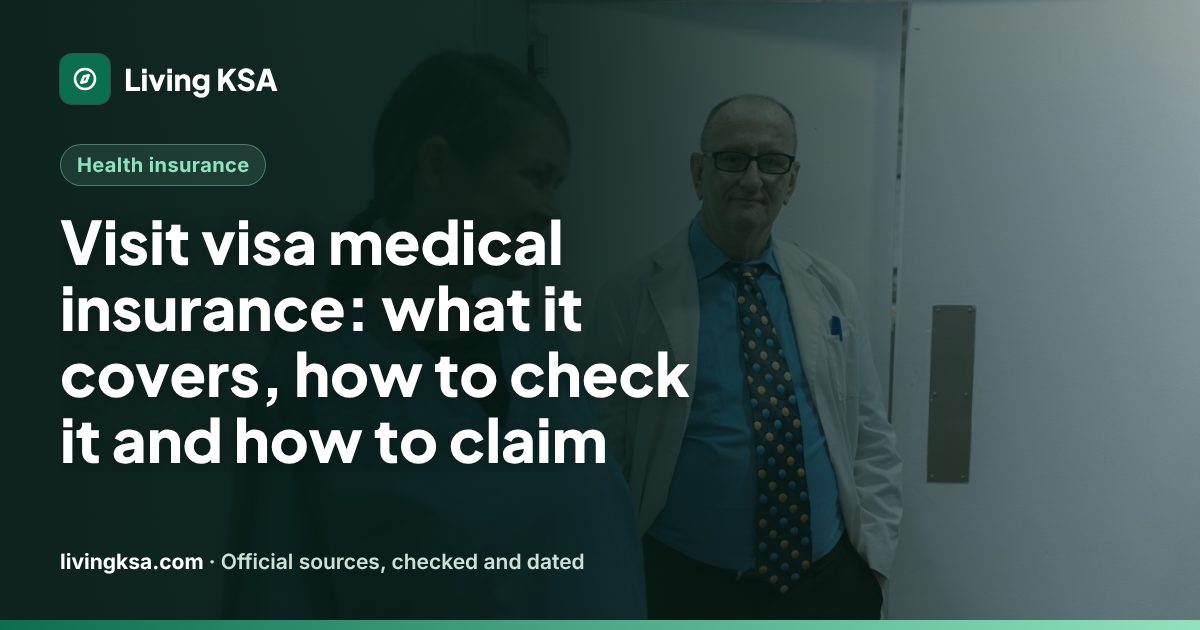 Living KSA
Health insurance
Visit visa medical
insurance: what it
covers, how to check
it and how to claim
livingksa.com · Official sources, checked and dated